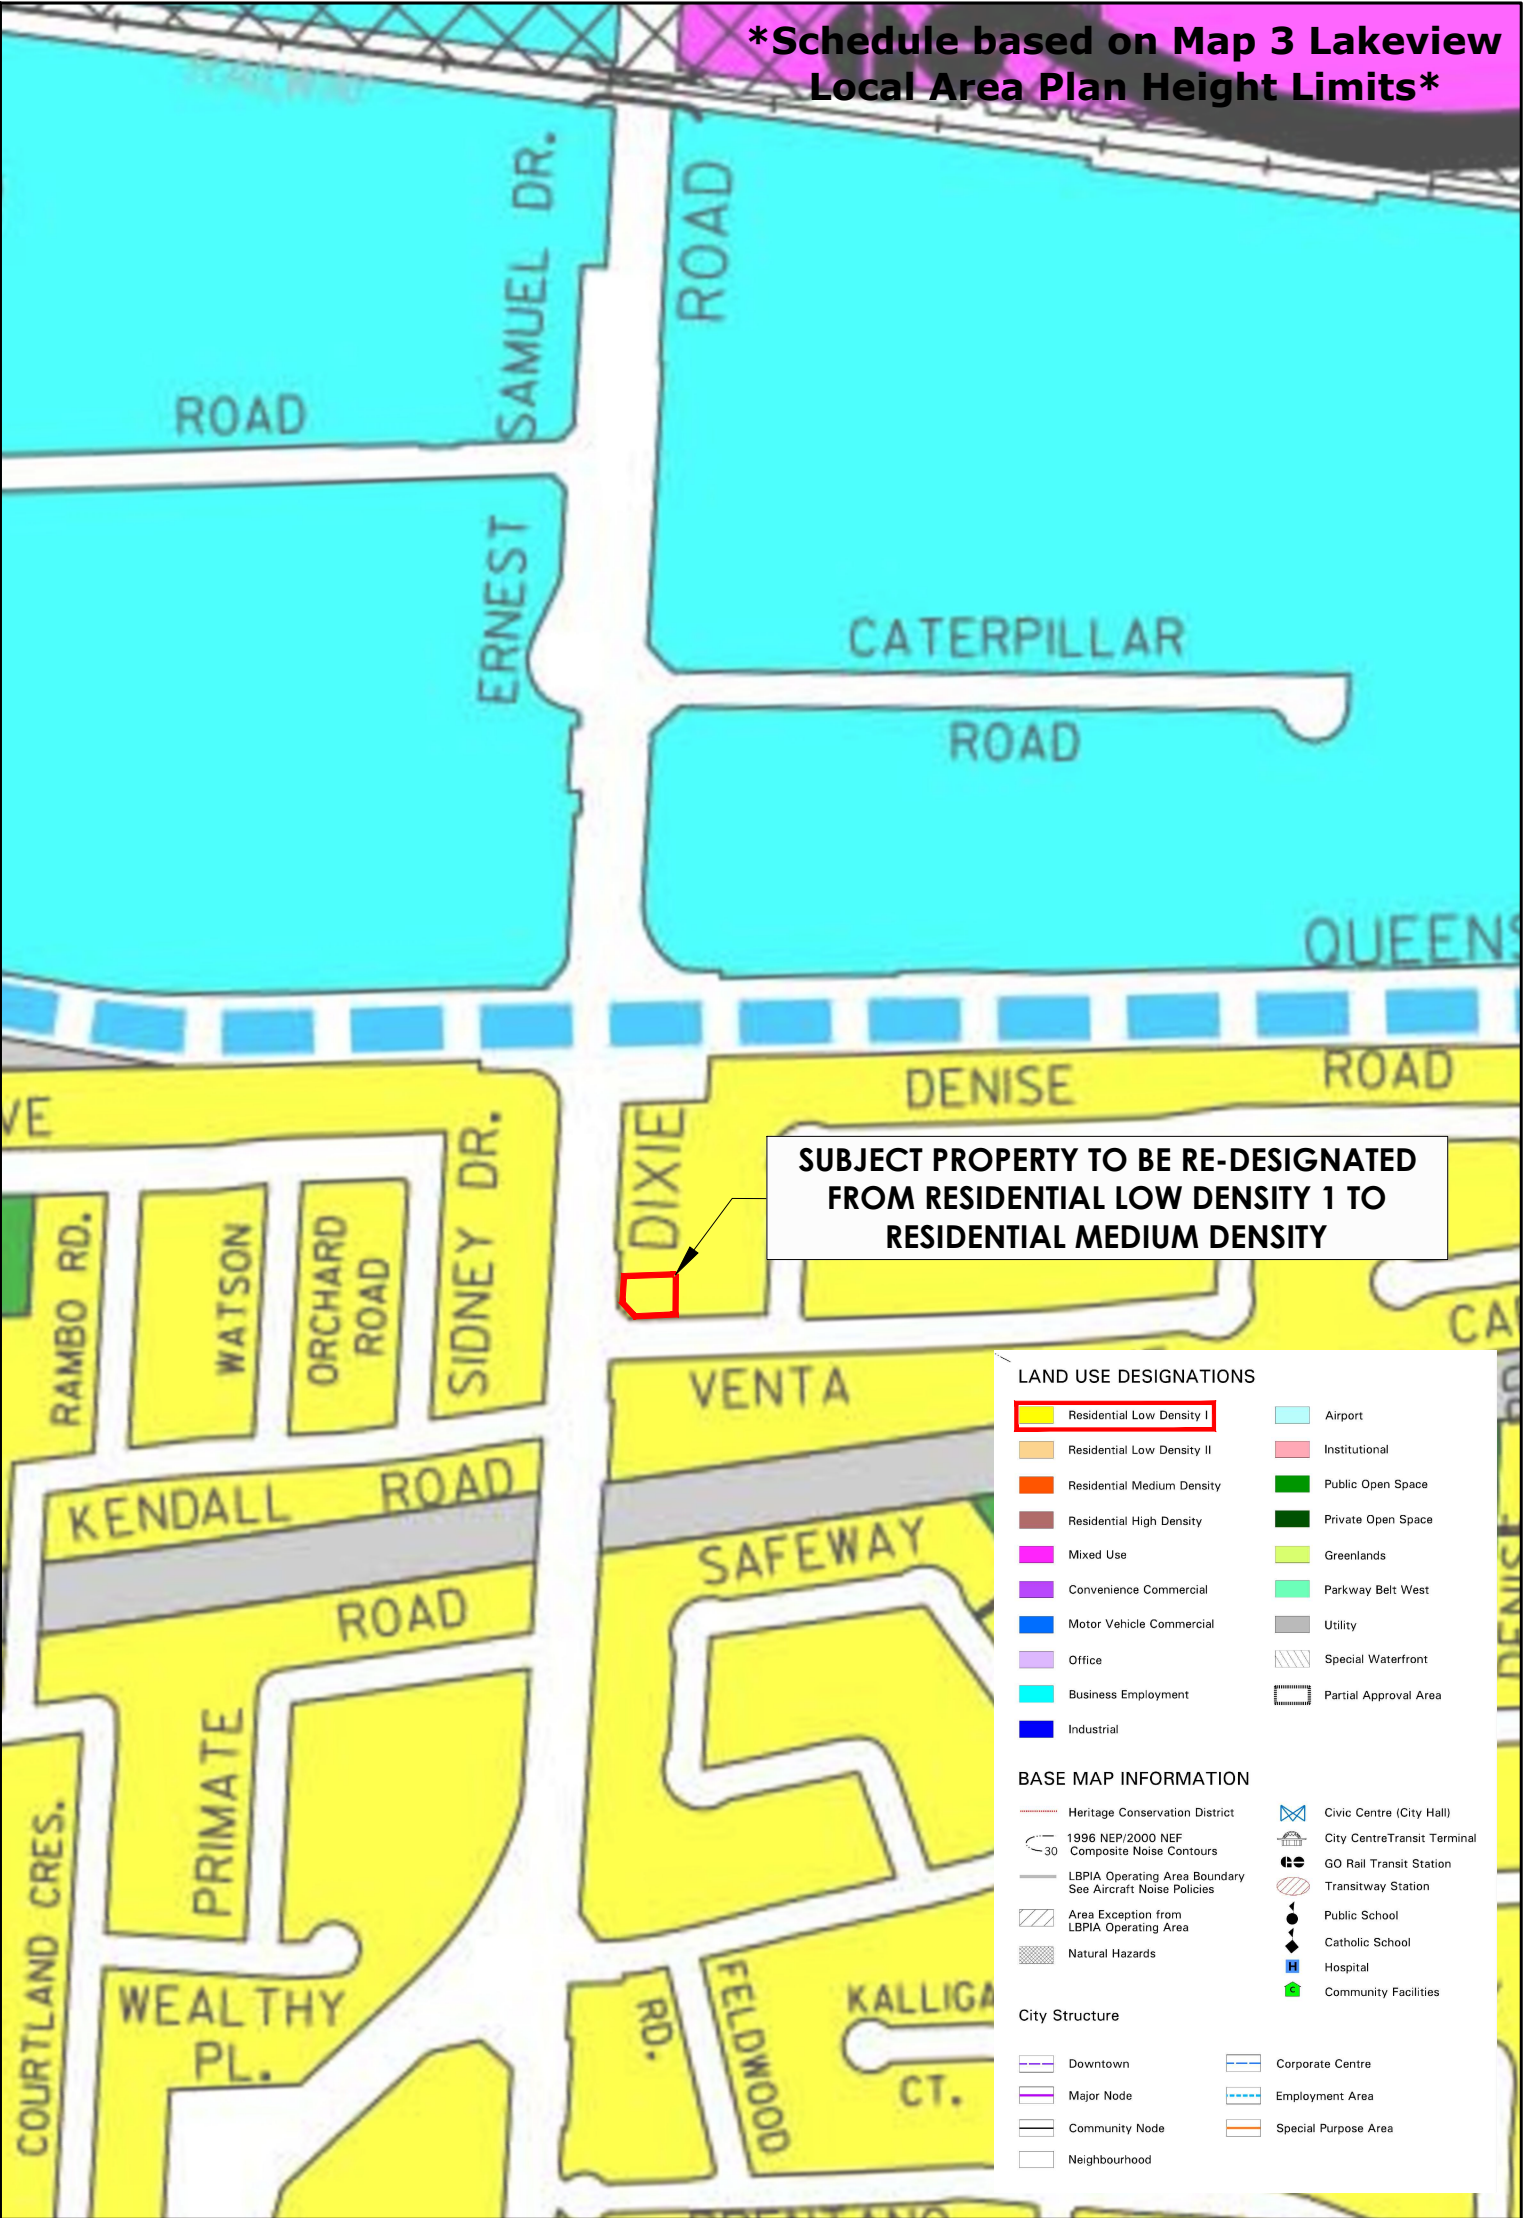 *Schedule based on Map 3 Lakeview
Local Area Plan Height Limits*
SAMUEL DR.
ROAD
ROAD
ERNEST
CATERPILLAR
ROAD
QUEENS
DENISE
ROAD
VE
DIXIE
SIDNEY DR.
SUBJECT PROPERTY TO BE RE-DESIGNATED
FROM RESIDENTIAL LOW DENSITY 1 TO
RESIDENTIAL MEDIUM DENSITY
RAMBO RD.
WATSON
ORCHARD
ROAD
CA
VENTA
KENDALL ROAD
SAFEWAY
ROAD
PRIMATE
COURTLAND CRES.
WEALTHY
PL.
RD.
FELDWOOD
KALLIGA
CT.
DENISE
LAND USE DESIGNATIONS
Residential Low Density I
Residential Low Density II
Residential Medium Density
Residential High Density
Mixed Use
Convenience Commercial
Motor Vehicle Commercial
Office
Business Employment
Industrial
Airport
Institutional
Public Open Space
Private Open Space
Greenlands
Parkway Belt West
Utility
Special Waterfront
Partial Approval Area
BASE MAP INFORMATION
Heritage Conservation District
30
1996 NEP/2000 NEF
Composite Noise Contours
LBPIA Operating Area Boundary
See Aircraft Noise Policies
Area Exception from
LBPIA Operating Area
Natural Hazards
Civic Centre (City Hall)
City CentreTransit Terminal
GO Rail Transit Station
Transitway Station
Public School
Catholic School
H
Hospital
C
Community Facilities
City Structure
Downtown
Major Node
Community Node
Neighbourhood
Corporate Centre
Employment Area
Special Purpose Area